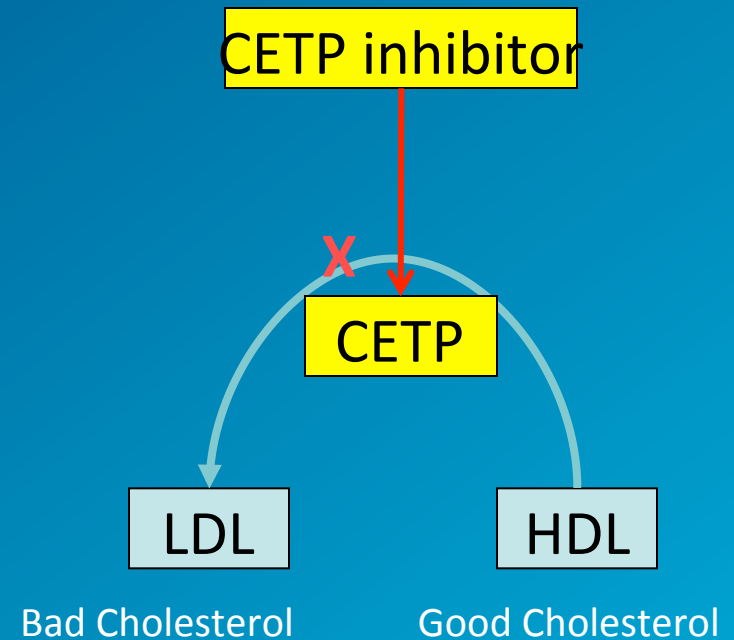 CETP inhibitor
X
CETP
LDL
HDL
Bad Cholesterol
Good Cholesterol